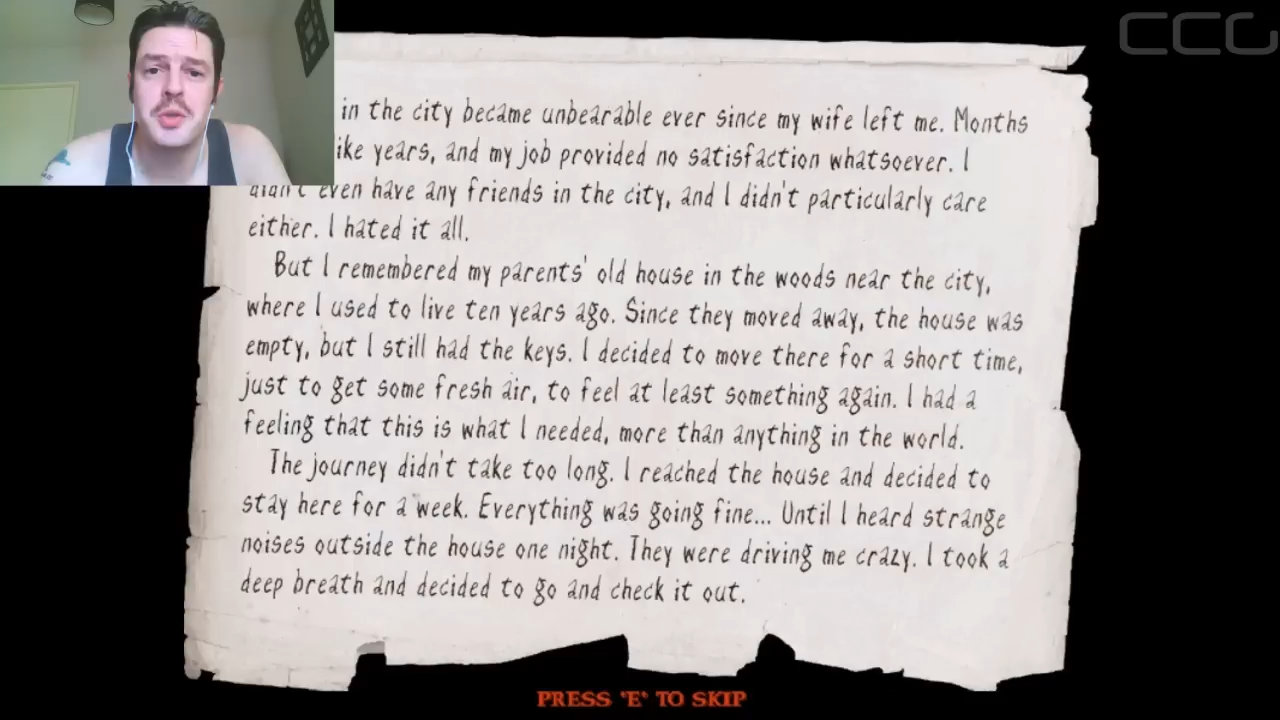 CCG
in the city became unbearable ever since my wife left me. Months
ike years, and my job provided no satisfaction whatsoever. I
didn't even have any friends in the city, and I didn't particularly care
either. I hated it all.
But I remembered my parents' old house in the woods near the city,
where I used to live ten years ago. Since they moved away, the house was
empty, but I still had the keys. I decided to move there for a short time,
just to get some fresh air, to feel at least something again. I had a
feeling that this is what I needed, more than anything in the world.
The journey didn't take too long. I reached the house and decided to
stay here for a week. Everything was going fine... Until I heard strange
noises outside the house one night. They were driving me crazy. I took a
deep breath and decided to go and check it out.
PRESS 'E' TO SKIP